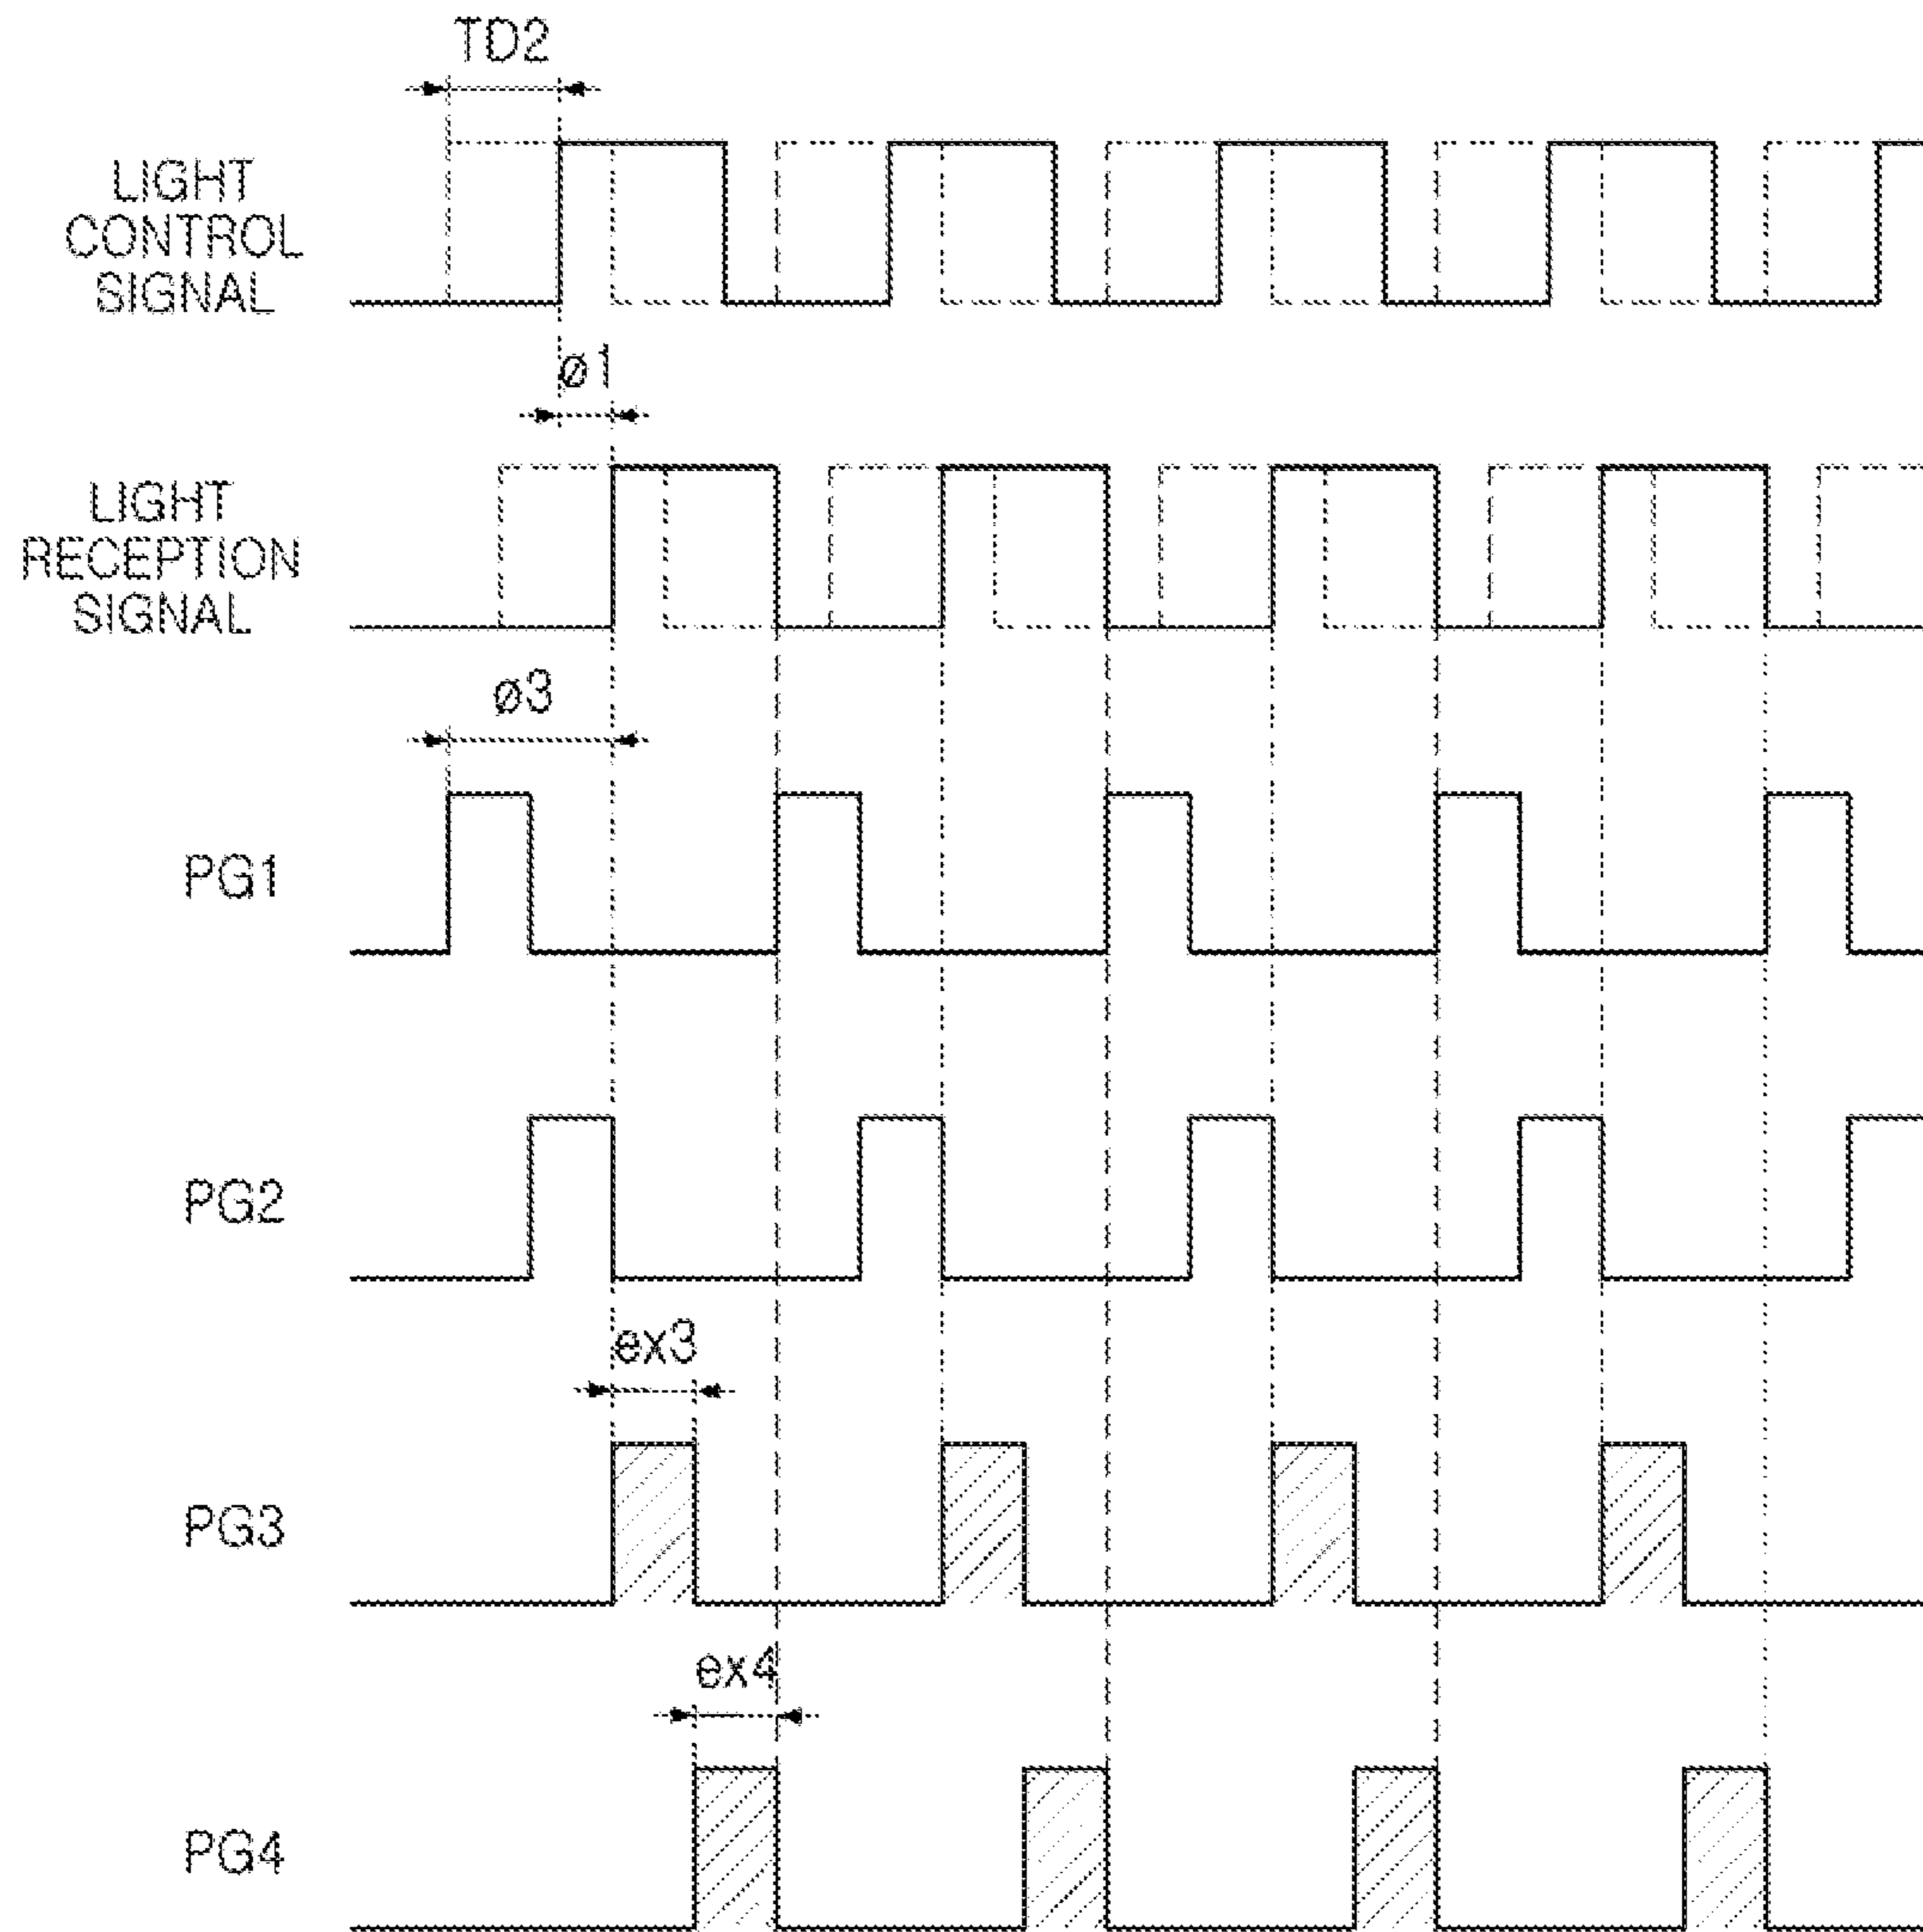 TD2
LIGHT
CONTROL
SIGNAL
ø1
LIGHT
RECEPTION
SIGNAL
ø3
PG1
PG2
ex3
PG3
ex4
PG4